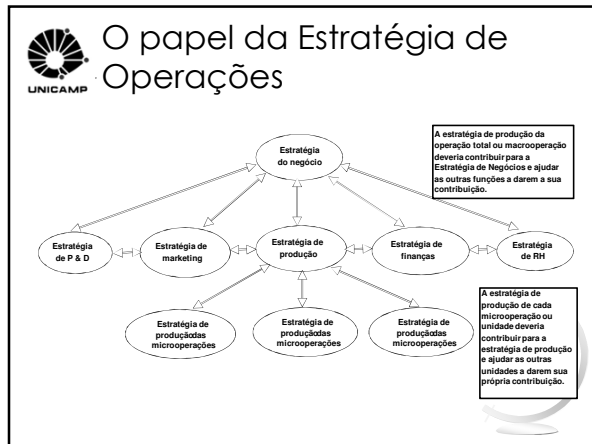 O papel da Estratégia de
Operações
UNICAMP
Estratégia
do negócio
A estratégia de produção da
operação total ou macrooperação
deveria contribuir para a
Estratégia de Negócios e ajudar
as outras funções a darem a sua
contribuição.
Estratégia
de P & D
Estratégia de
marketing
Estratégia de
produção
Estratégia de
finanças
Estratégia
de RH
Estratégia de
produçãodas
microoperações
Estratégia de
produçãodas
microoperações
Estratégia de
produçãodas
microoperações
A estratégia de
produção de cada
microoperação ou
unidade deveria
contribuir para a
estratégia de produção
e ajudar as outras
unidades a darem sua
própria contribuição.